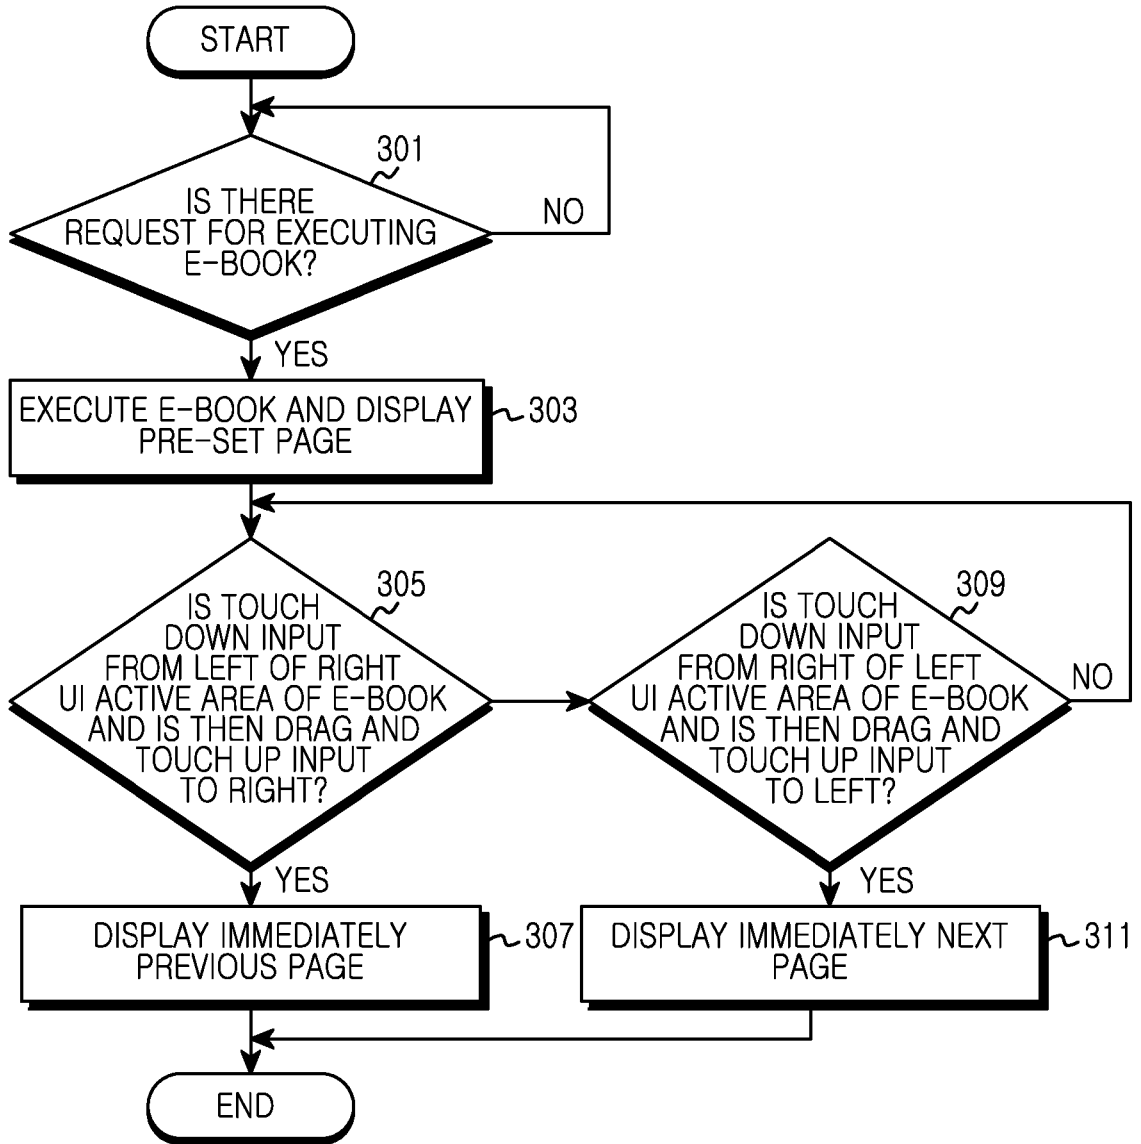 START
301
IS THERE
REQUEST FOR EXECUTING
E-BOOK?
NO
YES
EXECUTE E-BOOK AND DISPLAY
PRE-SET PAGE
303
305
IS TOUCH
DOWN INPUT
FROM LEFT OF RIGHT
UI ACTIVE AREA OF E-BOOK
AND IS THEN DRAG AND
TOUCH UP INPUT
TO RIGHT?
309
IS TOUCH
DOWN INPUT
FROM RIGHT OF LEFT
UI ACTIVE AREA OF E-BOOK
AND IS THEN DRAG AND
TOUCH UP INPUT
TO LEFT?
NO
YES
YES
DISPLAY IMMEDIATELY
PREVIOUS PAGE
307
DISPLAY IMMEDIATELY NEXT
PAGE
311
END